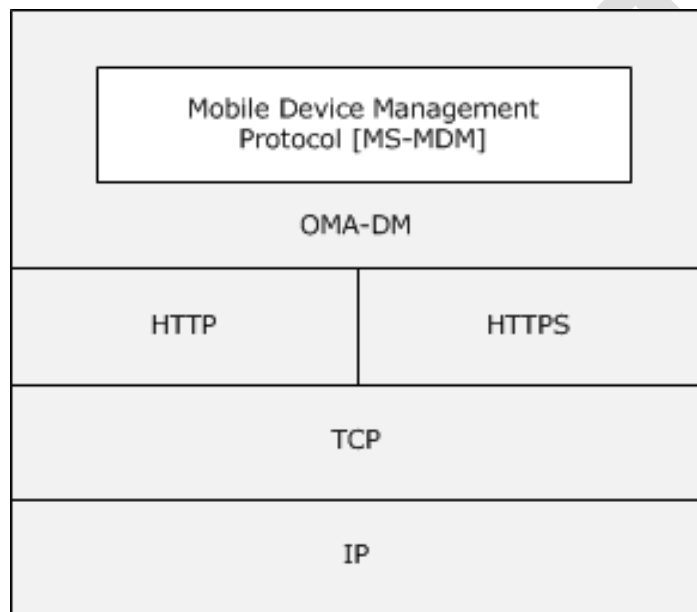 Mobile Device Management
Protocol [MS-MDM]
OMA-DM
HTTP
HTTPS
TCP
IP